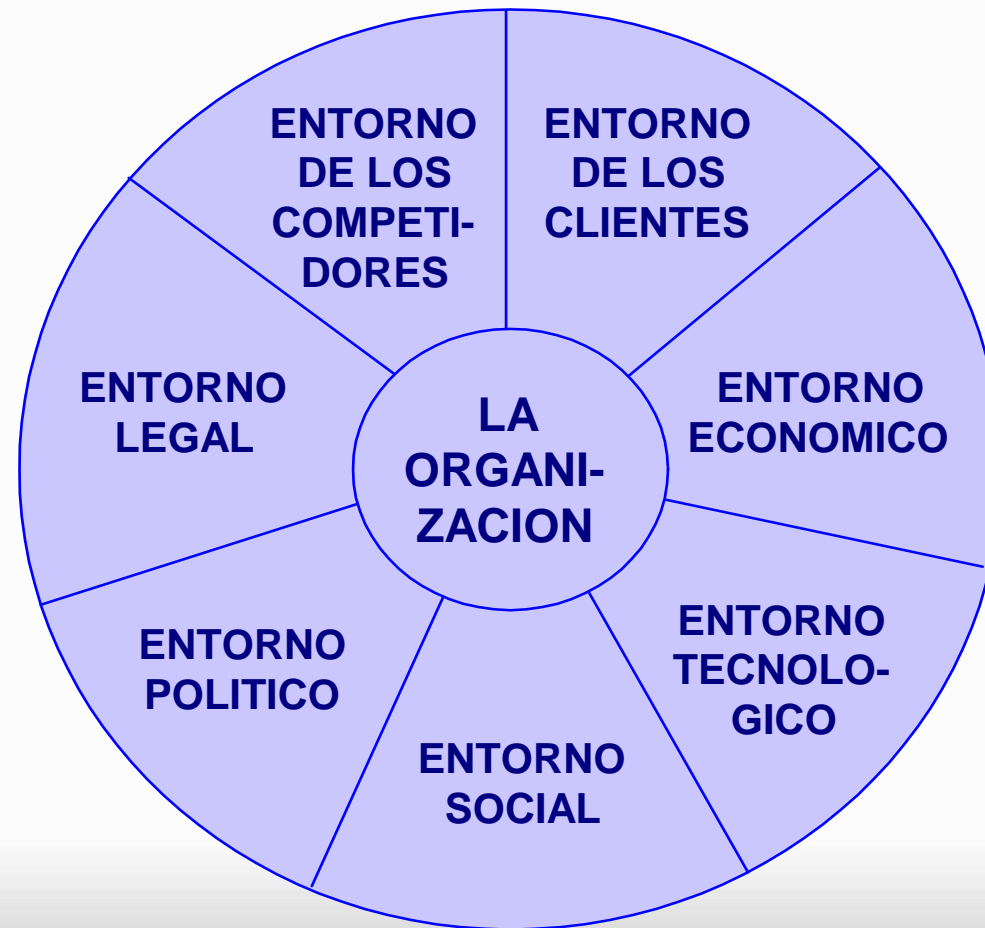 ENTORNO
DE LOS
COMPETI-
DORES
ENTORNO
DE LOS
CLIENTES
ENTORNO
LEGAL
LA
ORGANI-
ZACION
ENTORNO
ECONOMICO
ENTORNO
POLITICO
ENTORNO
SOCIAL
ENTORNO
TECNOLO-
GICO